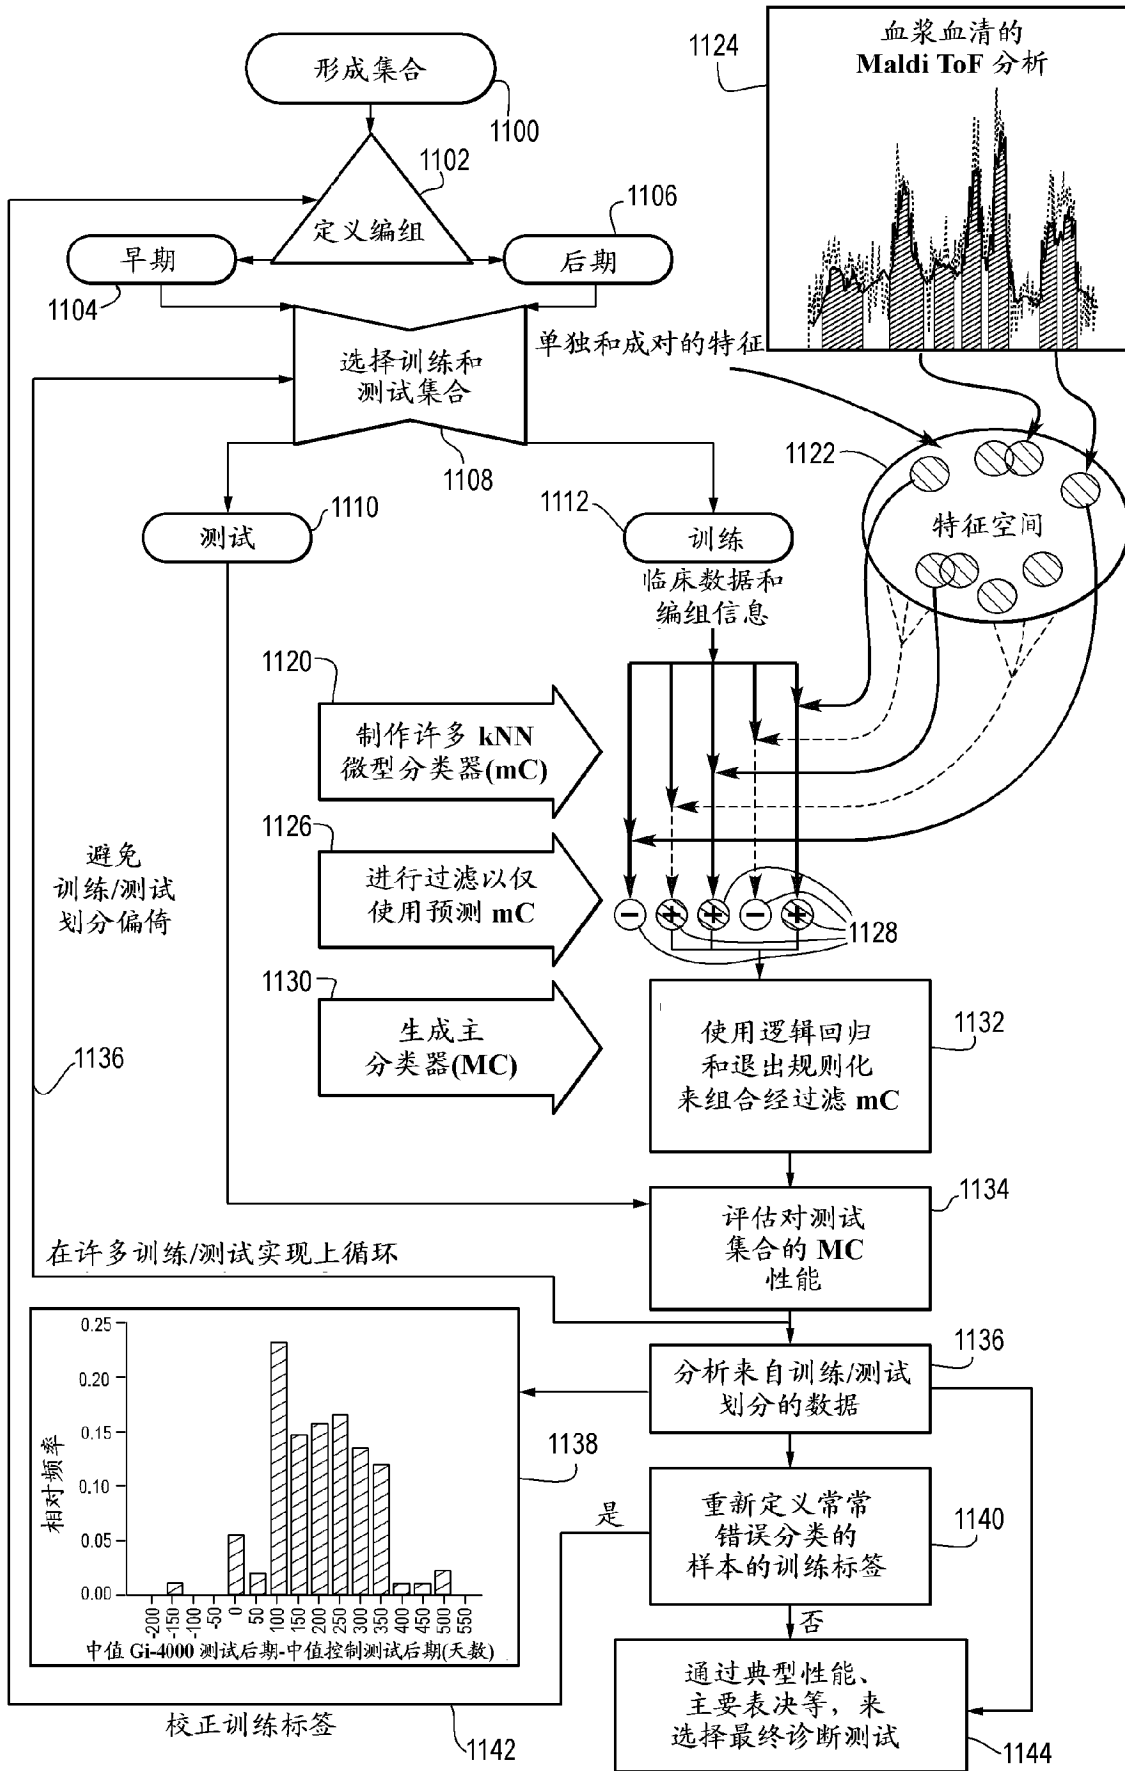 形成集合
1100
1124
血浆血清的
Maldi ToF 分析
1102
定义编组
1106
早期
后期
1104
单独和成对的特征
选择训练和
测试集合
1108
1122
特征空间
1110
测试
1112
训练
临床数据和
编组信息
1120
制作许多 kNN
微型分类器(mC)
1126
进行过滤以仅
使用预测 mC
避免
训练/测试
划分偏倚
− + + − +
1128
1130
生成主
分类器(MC)
使用逻辑回归
和退出规则化
来组合经过滤 mC
1132
1136
评估对测试
集合的 MC
性能
1134
在许多训练/测试实现上循环
分析来自训练/测试
划分的数据
1136
相对频率
0.25
0.20
0.15
0.10
0.05
0.00
-200 -150 -100 -50 0 50 100 150 200 250 300 350 400 450 500 550
中值 Gi-4000 测试后期-中值控制测试后期(天数)
1138
是
重新定义常常
错误分类的
样本的训练标签
1140
否
通过典型性能、
主要表决等，来
选择最终诊断测试
1144
校正训练标签
1142